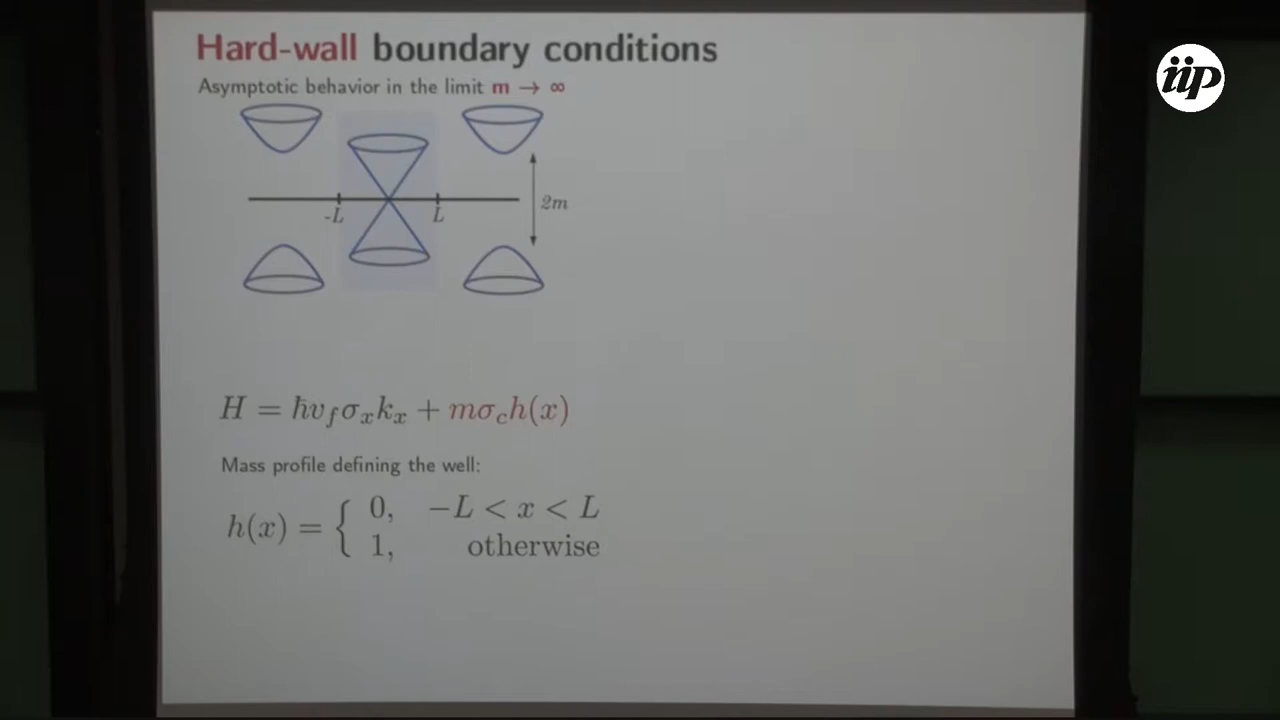 Hard-wall boundary conditions
Asymptotic behavior in the limit m → ∞
-L
L
2m
H = ħv_f σ_x k_x + mσ_c h(x)
Mass profile defining the well:
h(x) = { 0, −L < x < L
1, otherwise
iip